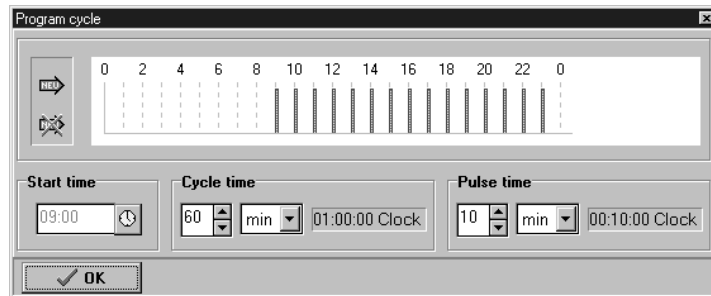 Program cycle
0 2 4 6 8 10 12 14 16 18 20 22 0
NEU
Start time Cycle time Pulse time
09:00 60 min 01:00:00 Clock 10 min 00:10:00 Clock
OK